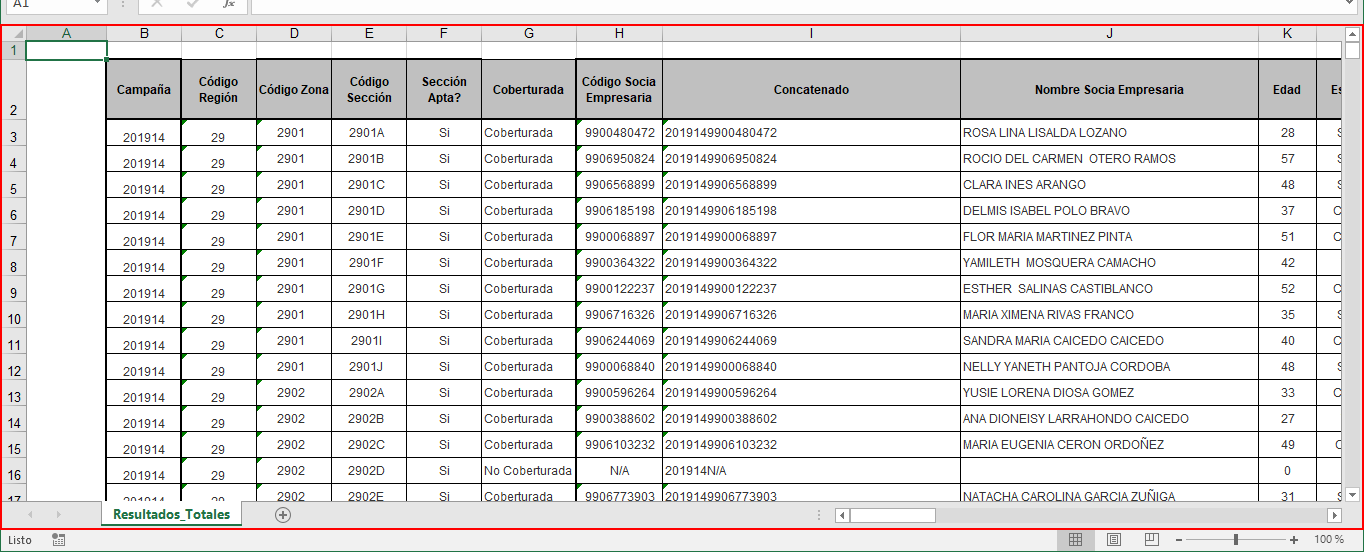 A1 fx
A B C D E F G H I J K
1
2 Campaña Código Región Código Zona Código Sección Sección Apta? Coberturada Código Socia Empresaria Concatenado Nombre Socia Empresaria Edad Es
3 201914 29 2901 2901A Si Coberturada 9900480472 2019149900480472 ROSA LINA LISALDA LOZANO 28 S
4 201914 29 2901 2901B Si Coberturada 9906950824 2019149906950824 ROCIO DEL CARMEN  OTERO RAMOS 57 S
5 201914 29 2901 2901C Si Coberturada 9906568899 2019149906568899 CLARA INES ARANGO 48 S
6 201914 29 2901 2901D Si Coberturada 9906185198 2019149906185198 DELMIS ISABEL POLO BRAVO 37 C
7 201914 29 2901 2901E Si Coberturada 9900068897 2019149900068897 FLOR MARIA MARTINEZ PINTA 51 C
8 201914 29 2901 2901F Si Coberturada 9900364322 2019149900364322 YAMILETH  MOSQUERA CAMACHO 42
9 201914 29 2901 2901G Si Coberturada 9900122237 2019149900122237 ESTHER  SALINAS CASTIBLANCO 52 C
10 201914 29 2901 2901H Si Coberturada 9906716326 2019149906716326 MARIA XIMENA RIVAS FRANCO 35 S
11 201914 29 2901 2901I Si Coberturada 9906244069 2019149906244069 SANDRA MARIA CAICEDO CAICEDO 40 C
12 201914 29 2901 2901J Si Coberturada 9900068840 2019149900068840 NELLY YANETH PANTOJA CORDOBA 48 S
13 201914 29 2902 2902A Si Coberturada 9900596264 2019149900596264 YUSIE LORENA DIOSA GOMEZ 33 C
14 201914 29 2902 2902B Si Coberturada 9900388602 2019149900388602 ANA DIONEISY LARRAHONDO CAICEDO 27
15 201914 29 2902 2902C Si Coberturada 9906103232 2019149906103232 MARIA EUGENIA CERON ORDOÑEZ 49 C
16 201914 29 2902 2902D Si No Coberturada N/A 201914N/A 0
17 201914 29 2902 2902E Si Coberturada 9906773903 2019149906773903 NATACHA CAROLINA GARCIA ZUÑIGA 31 S
Resultados_Totales
Listo 100 %